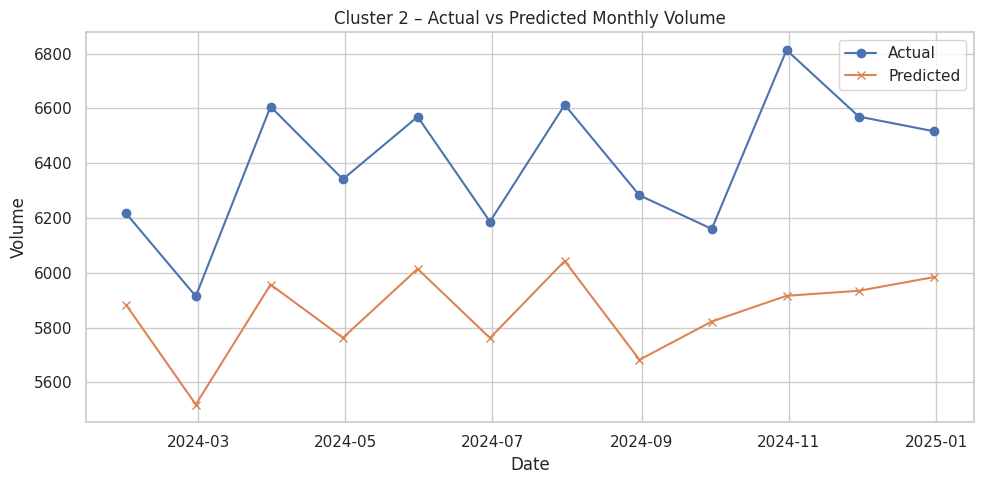 Cluster 2 – Actual vs Predicted Monthly Volume
Actual
Predicted
Volume
6800
6600
6400
6200
6000
5800
5600
2024-03 2024-05 2024-07 2024-09 2024-11 2025-01
Date